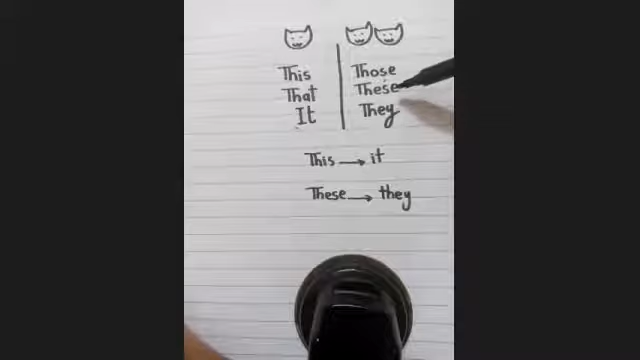 This Those
That These
It They
This → it
These → they